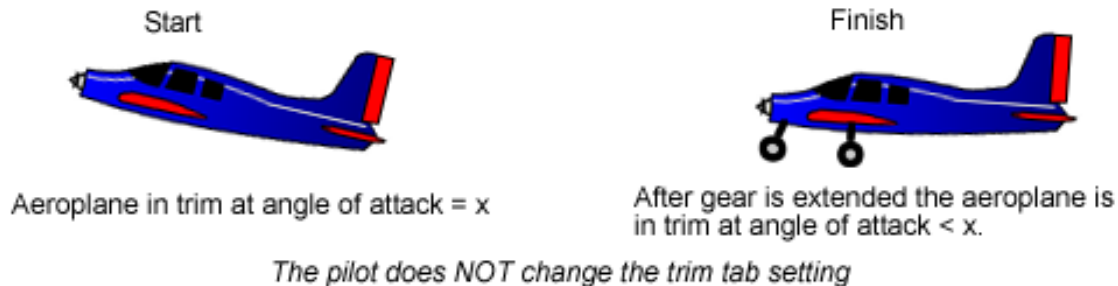 Start
Finish
Aeroplane in trim at angle of attack = x
After gear is extended the aeroplane is
in trim at angle of attack < x.
The pilot does NOT change the trim tab setting